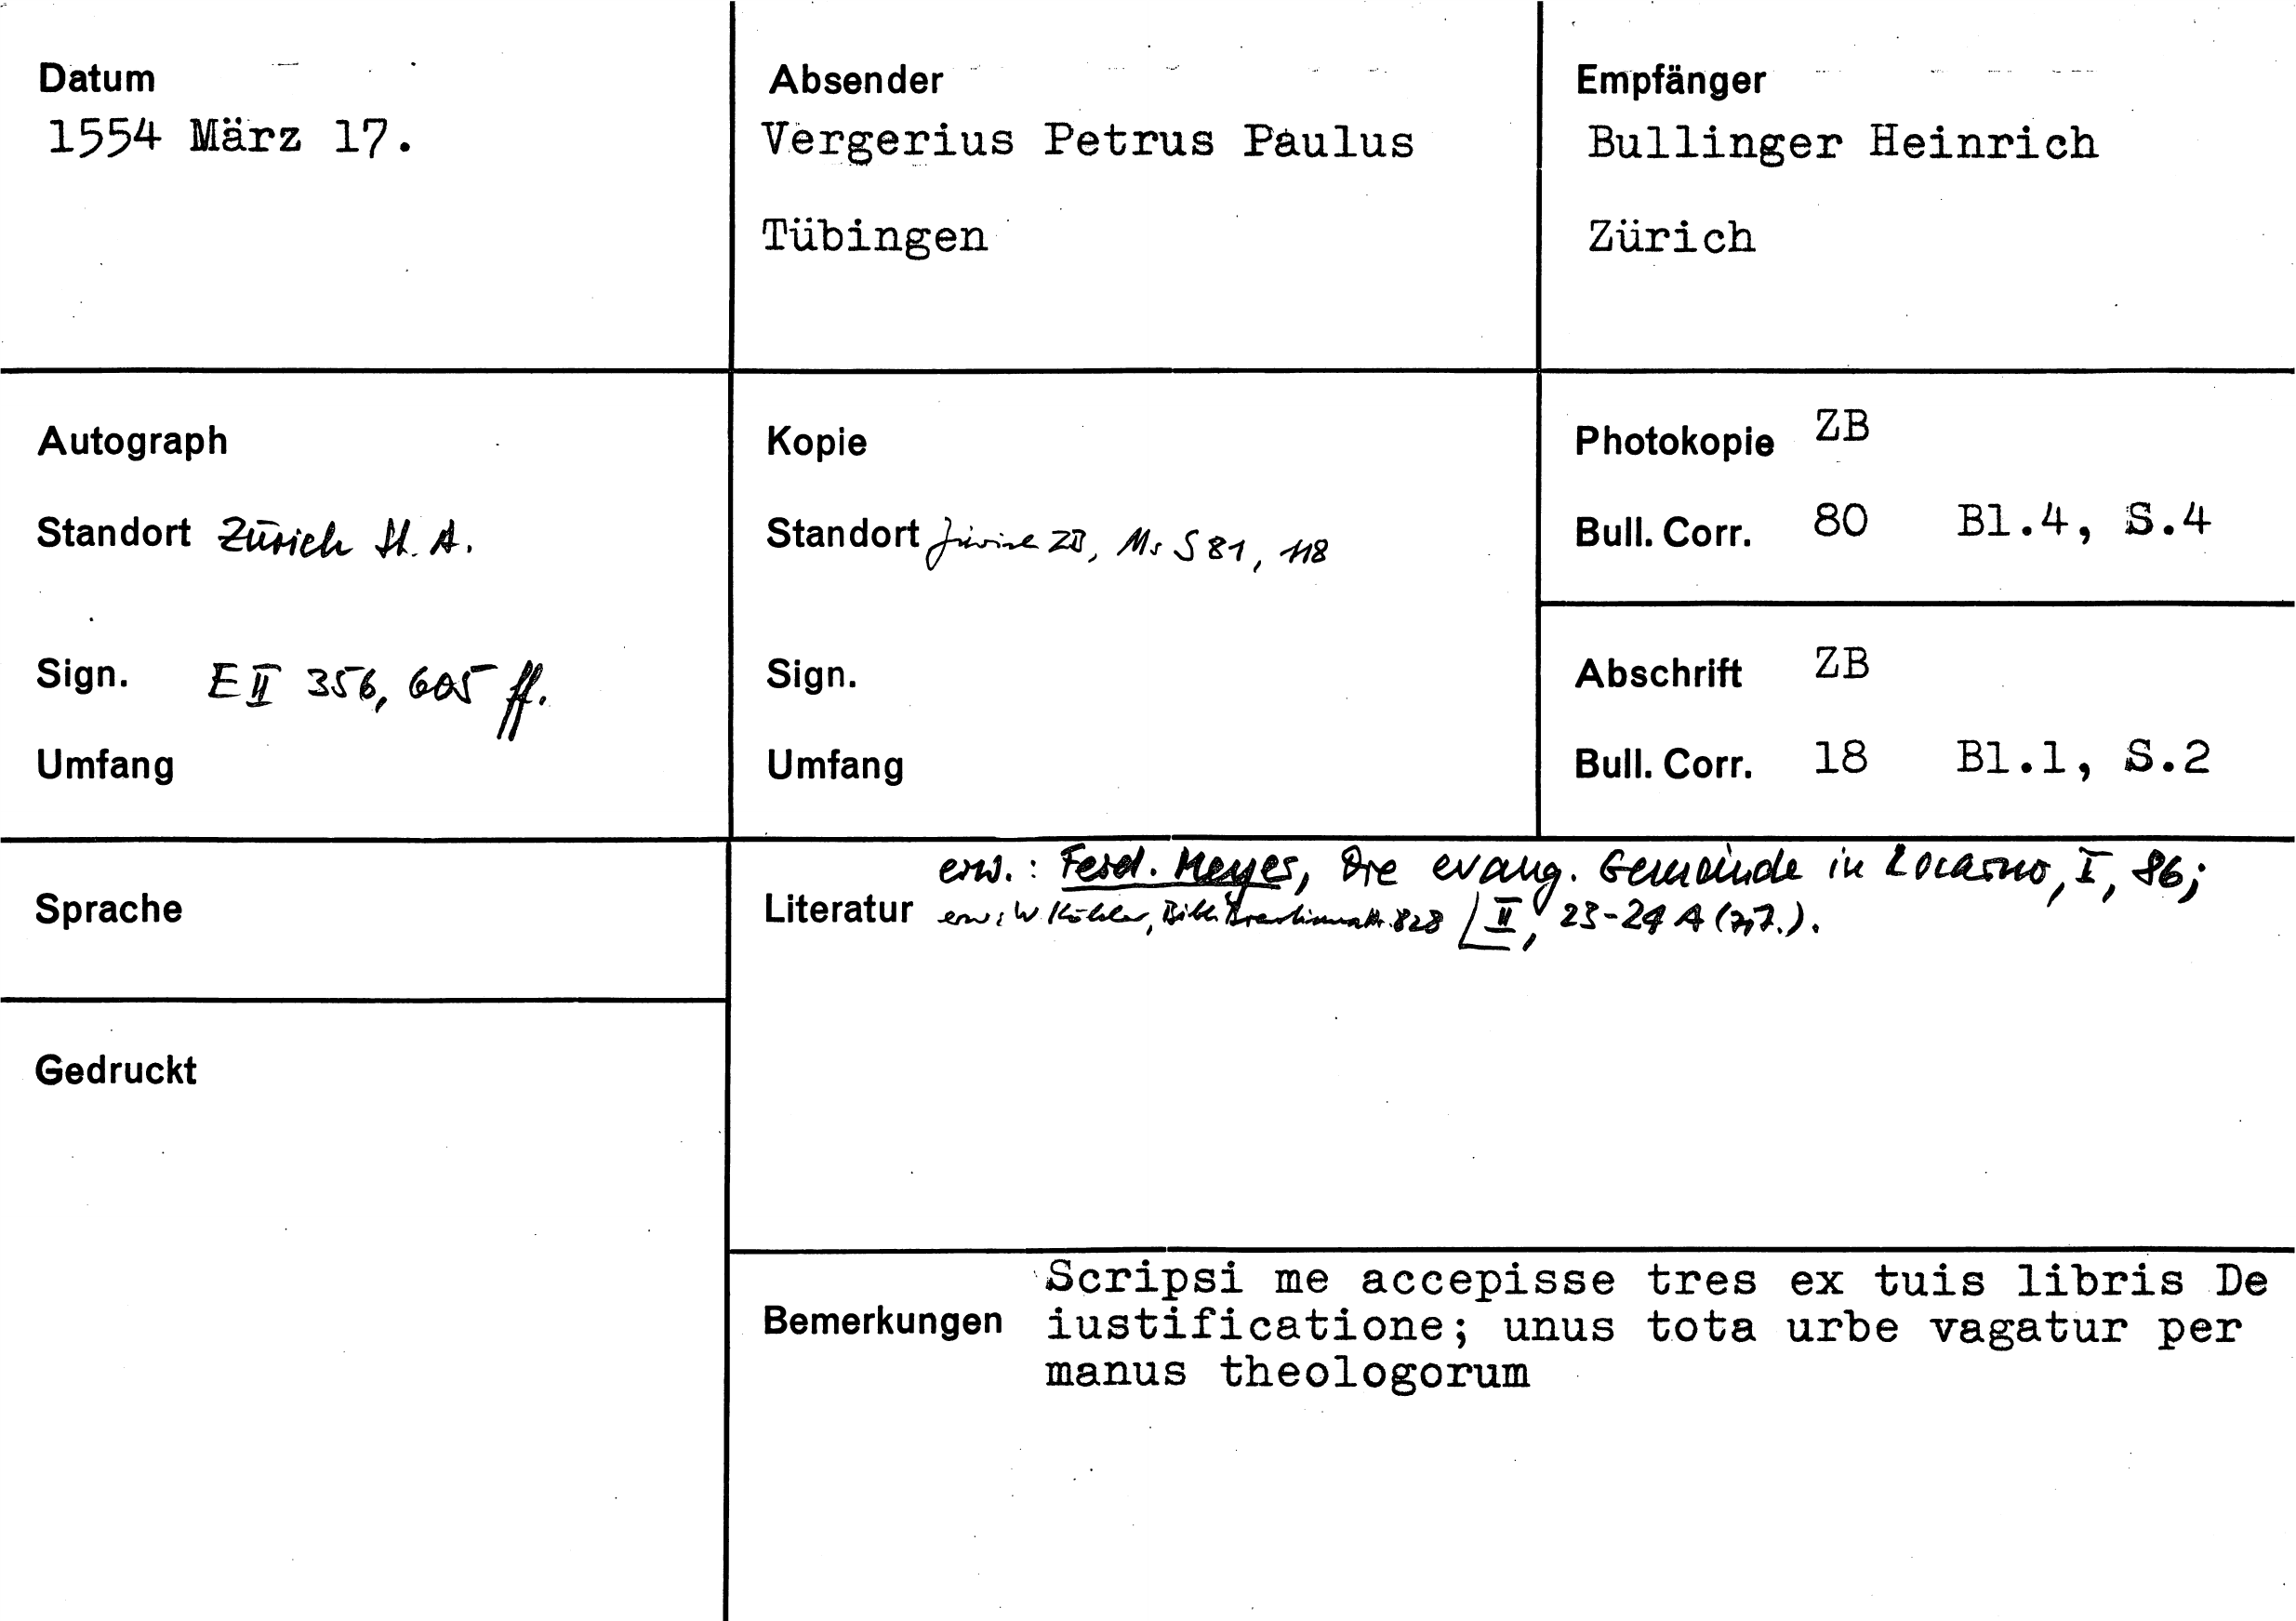 Datum
1554 März 17.
Absender
Vergerius Petrus Paulus
Tübingen
Empfänger
Bullinger Heinrich
Zürich
Autograph
Standort Zürich St. A.
Sign. E II 356, 605 ff.
Umfang
Kopie
Standort Zürich ZB, Ms S 81, 118
Sign.
Umfang
Photokopie ZB
Bull. Corr. 80 Bl.4, S.4
Abschrift ZB
Bull. Corr. 18 Bl.1, S.2
Sprache
Gedruckt
erw.: Ferd. Meyer, Die evang. Gemeinde in Locarno, I, 86;
Literatur erw: W. Köhler, Bibl. Brentiana Nr. 828 II, 23-24 A
Scripsi me accepisse tres ex tuis libris De
Bemerkungen iustificatione; unus tota urbe vagatur per
manus theologorum